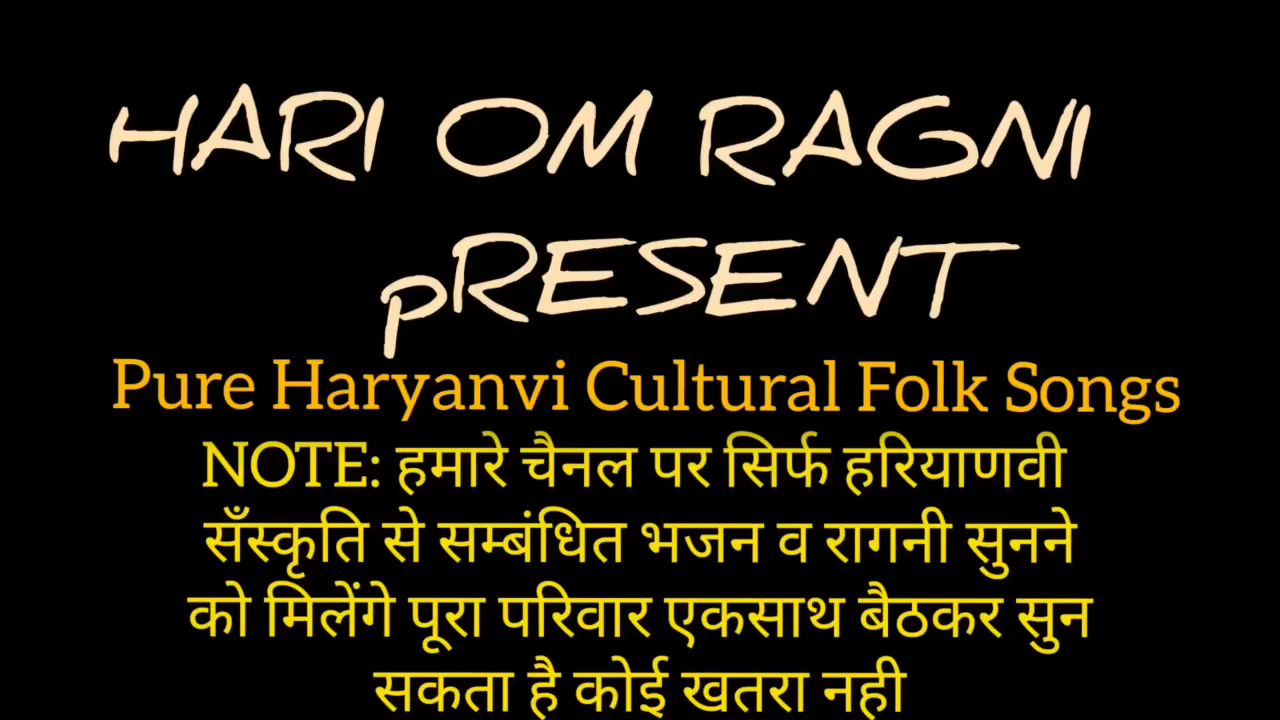 HARI OM RAGNI
pRESENT
Pure Haryanvi Cultural Folk Songs
NOTE: हमारे चैनल पर सिर्फ हरियाणवी
सँस्कृति से सम्बंधित भजन व रागनी सुनने
को मिलेंगे पूरा परिवार एकसाथ बैठकर सुन
सकता है कोई खतरा नही